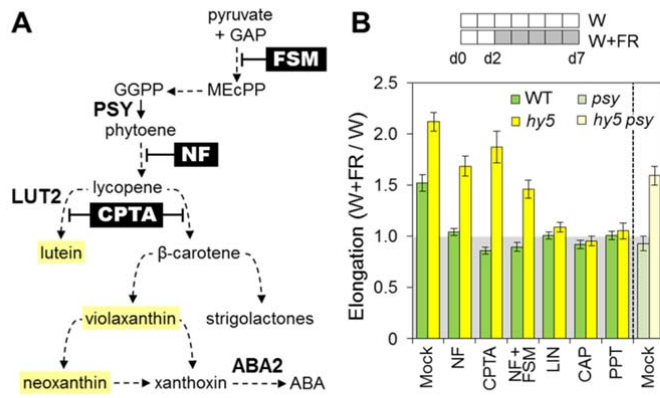 A
pyruvate
+ GAP
FSM
GGPP
MEcPP
PSY
phytoene
NF
LUT2
lycopene
CPTA
lutein
β-carotene
violaxanthin
strigolactones
ABA2
neoxanthin
xanthoxin
ABA
B
W
W+FR
d0
d2
d7
Elongation (W+FR / W)
2.5
2.0
1.5
1.0
0.5
0
WT
psy
hy5
hy5 psy
Mock
NF
CPTA
NF+
FSM
LIN
CAP
PPT
Mock